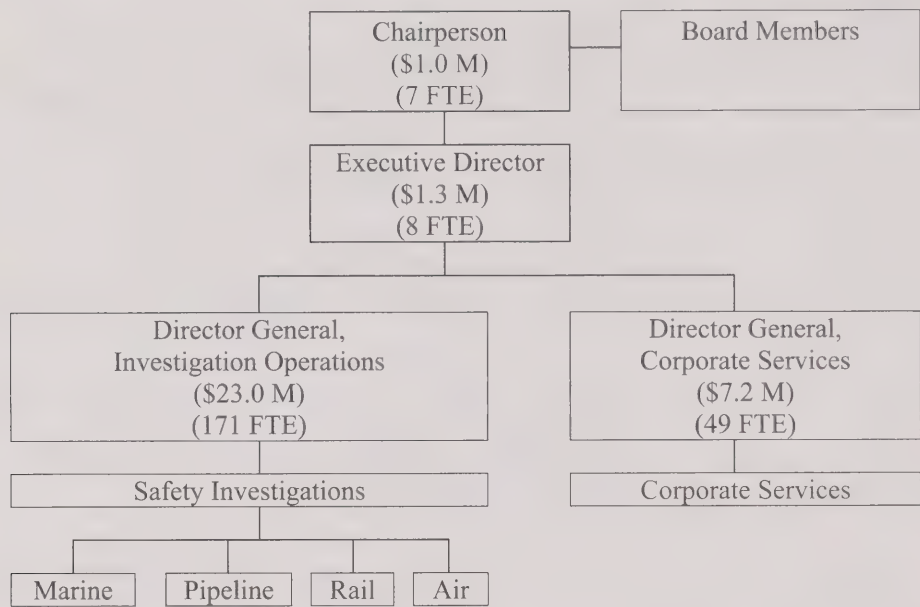 Chairperson
($1.0 M)
(7 FTE)
Board Members
Executive Director
($1.3 M)
(8 FTE)
Director General,
Investigation Operations
($23.0 M)
(171 FTE)
Director General,
Corporate Services
($7.2 M)
(49 FTE)
Safety Investigations
Corporate Services
Marine
Pipeline
Rail
Air